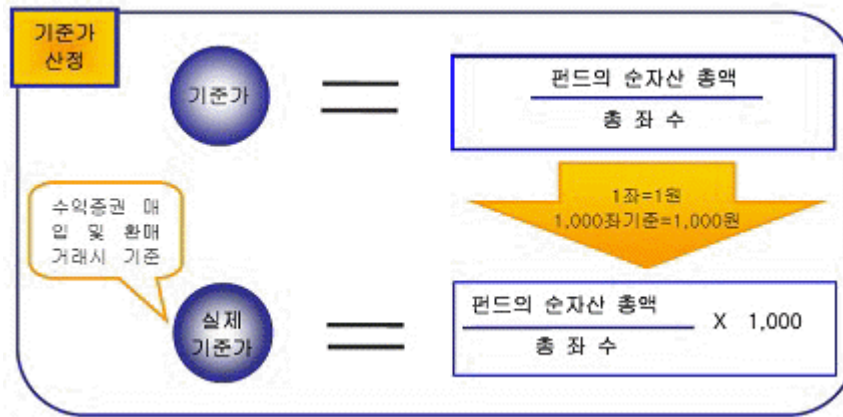 기준가
산정
기준가
펀드의 순자산 총액
총 좌 수
1좌=1원
1,000좌기준=1,000원
수익증권 매
입 및 환매
거래시 기준
실제
기준가
펀드의 순자산 총액
총 좌 수
X 1,000